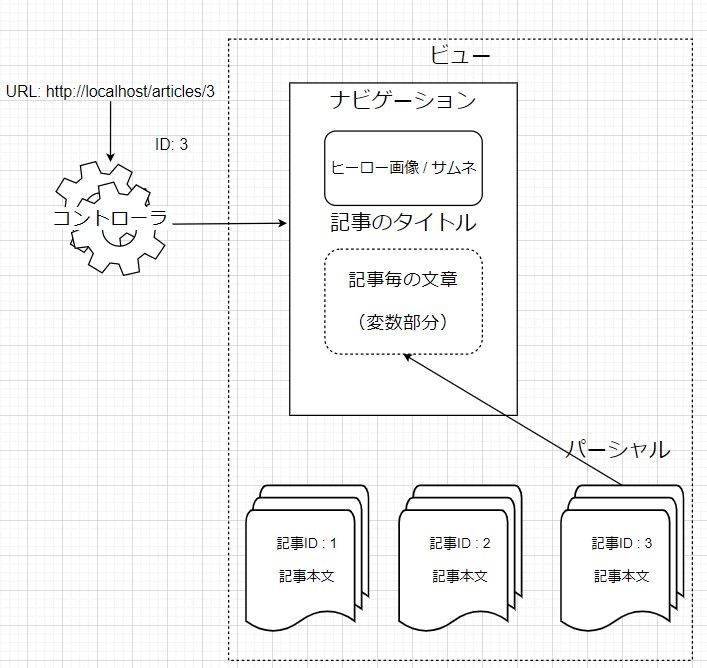 ビュー
URL: http://localhost/articles/3
ナビゲーション
ID: 3
ヒーロー画像 / サムネ
コントローラ
記事のタイトル
記事毎の文章
（変数部分）
パーシャル
記事ID : 1
記事本文
記事ID : 2
記事本文
記事ID : 3
記事本文